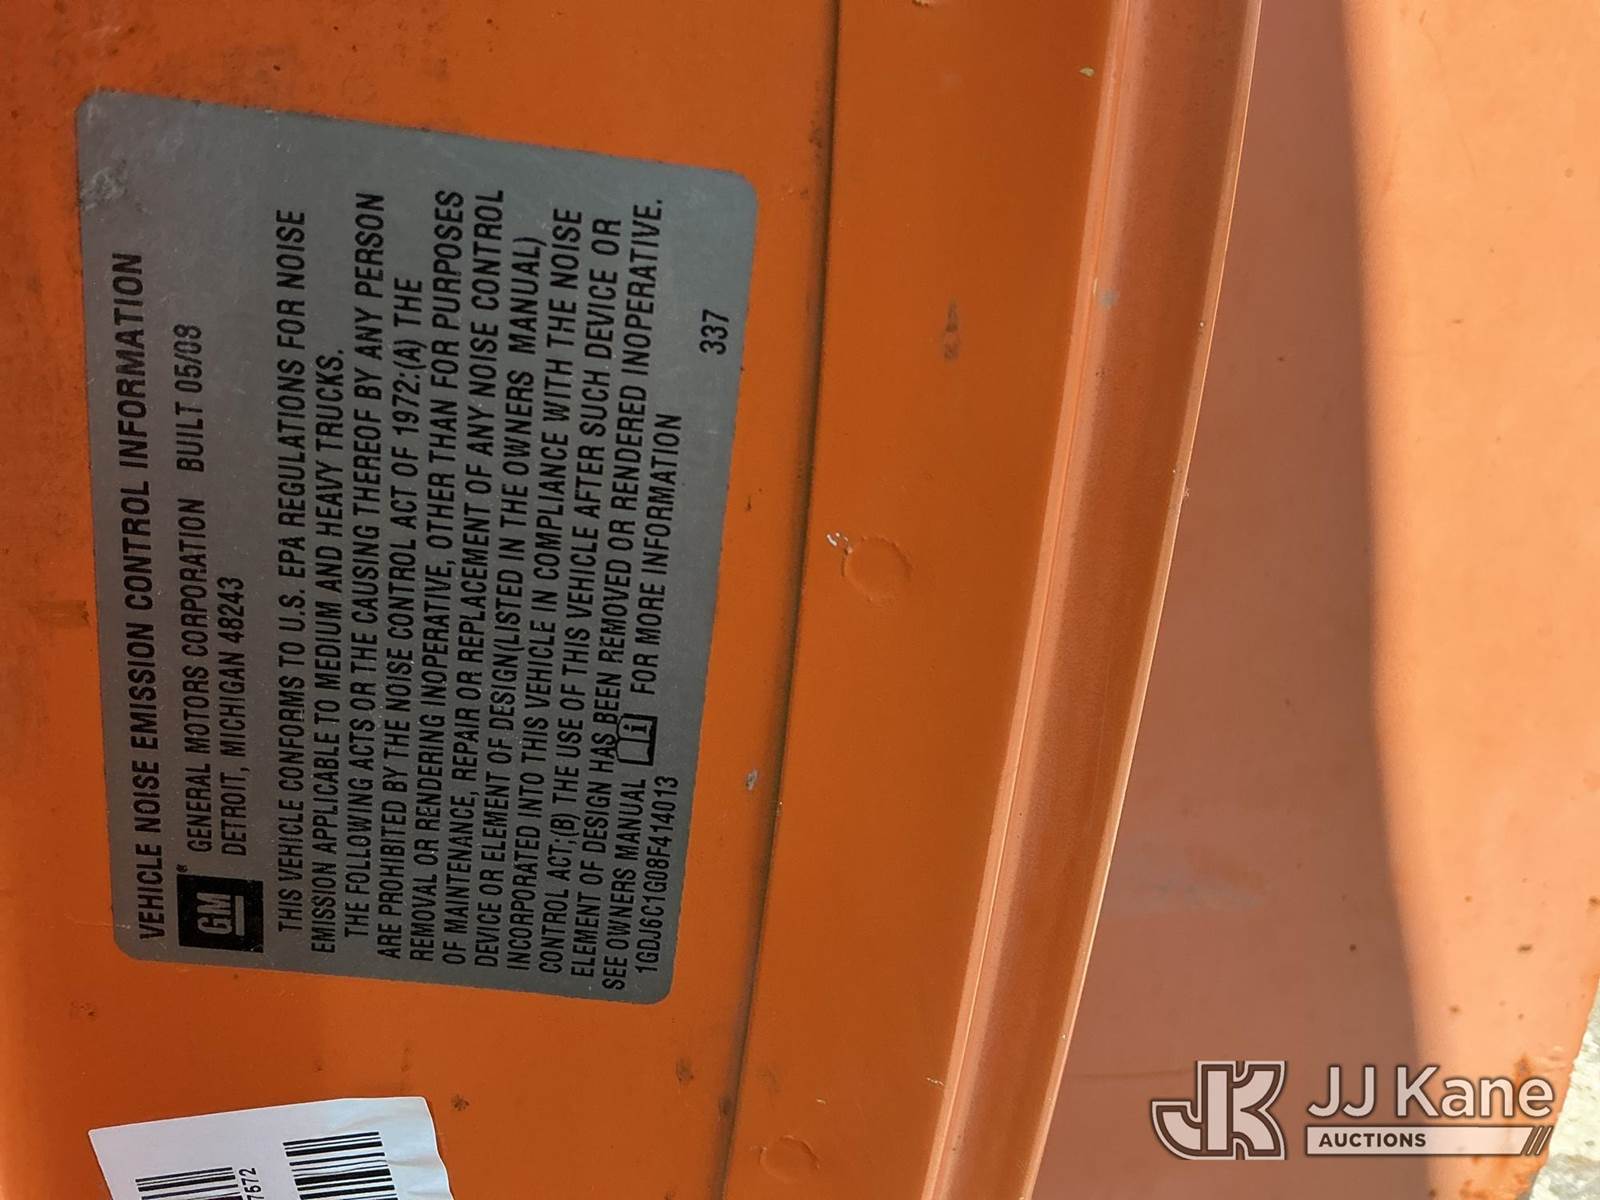 VEHICLE NOISE EMISSION CONTROL INFORMATION
GM
GENERAL MOTORS CORPORATION BUILT 05/08
DETROIT, MICHIGAN 48243
THIS VEHICLE CONFORMS TO U.S. EPA REGULATIONS FOR NOISE
EMISSION APPLICABLE TO MEDIUM AND HEAVY TRUCKS.
THE FOLLOWING ACTS OR THE CAUSING THEREOF BY ANY PERSON
ARE PROHIBITED BY THE NOISE CONTROL ACT OF 1972:(A) THE
REMOVAL OR RENDERING INOPERATIVE, OTHER THAN FOR PURPOSES
OF MAINTENANCE, REPAIR OR REPLACEMENT OF ANY NOISE CONTROL
DEVICE OR ELEMENT OF DESIGN(LISTED IN THE OWNERS MANUAL)
INCORPORATED INTO THIS VEHICLE IN COMPLIANCE WITH THE NOISE
CONTROL ACT;(B) THE USE OF THIS VEHICLE AFTER SUCH DEVICE OR
ELEMENT OF DESIGN HAS BEEN REMOVED OR RENDERED INOPERATIVE.
SEE OWNERS MANUAL i FOR MORE INFORMATION
1GDJ6C1G08F414013 337
JJ Kane
AUCTIONS